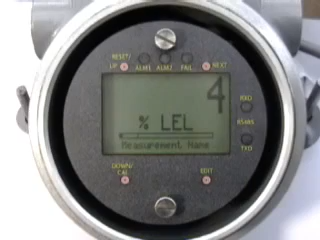 RESET/
UP ALM1 ALM2 FAIL NEXT
4
RXD
% LEL
RS485
Measurement Name
TXD
DOWN/
CAL EDIT